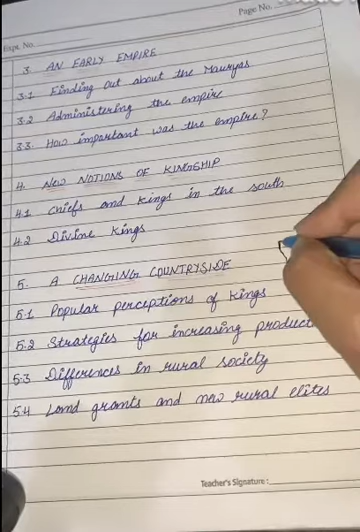 Page No.
Expt. No.
3. AN EARLY EMPIRE
3.1 Finding out about the Mauryas
3.2 Administering the empire
3.3. How important was the empire?
4. NEW NOTIONS OF KINGSHIP
4.1 Chiefs and kings in the south
4.2 Divine Kings
5. A CHANGING COUNTRYSIDE
5.1 Popular perceptions of kings
5.2 Strategies for increasing product
5.3 Differences in rural society
5.4 Land grants and new rural elites
Teacher's Signature :